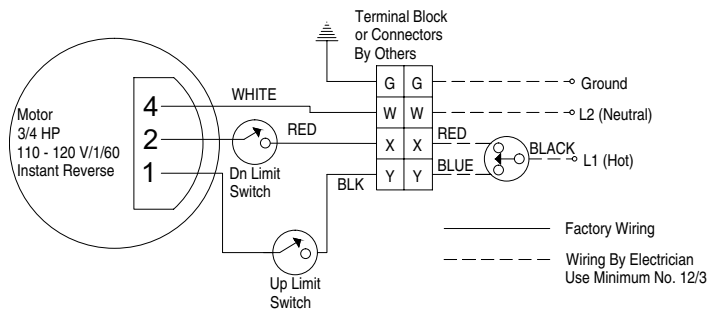 Terminal Block
or Connectors
By Others
G G
Ground
WHITE
W W
L2 (Neutral)
Motor
3/4 HP
110 - 120 V/1/60
Instant Reverse
4
2
1
RED
X X
RED
BLACK
L1 (Hot)
Dn Limit
Switch
BLK
Y Y
BLUE
Up Limit
Switch
Factory Wiring
Wiring By Electrician
Use Minimum No. 12/3